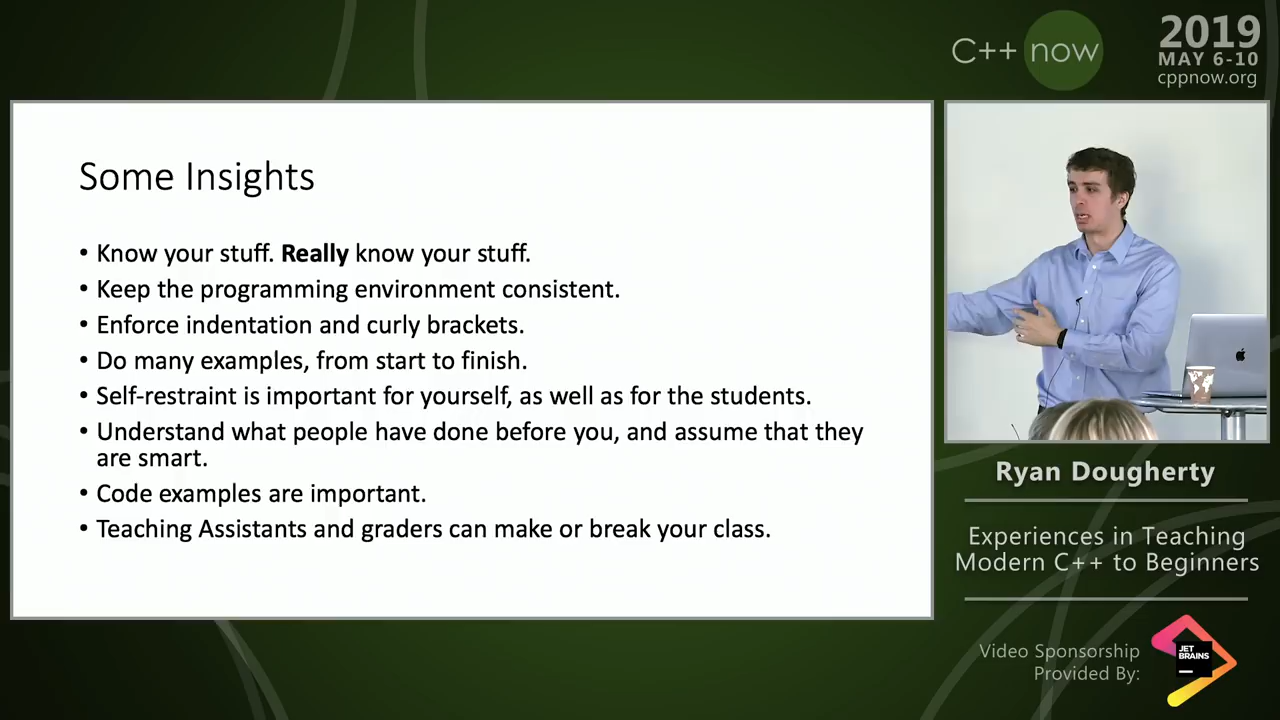 C++ now
2019
MAY 6-10
cppnow.org
Some Insights
• Know your stuff. Really know your stuff.
• Keep the programming environment consistent.
• Enforce indentation and curly brackets.
• Do many examples, from start to finish.
• Self-restraint is important for yourself, as well as for the students.
• Understand what people have done before you, and assume that they
are smart.
• Code examples are important.
• Teaching Assistants and graders can make or break your class.
Ryan Dougherty
Experiences in Teaching
Modern C++ to Beginners
Video Sponsorship
Provided By:
JET
BRAINS